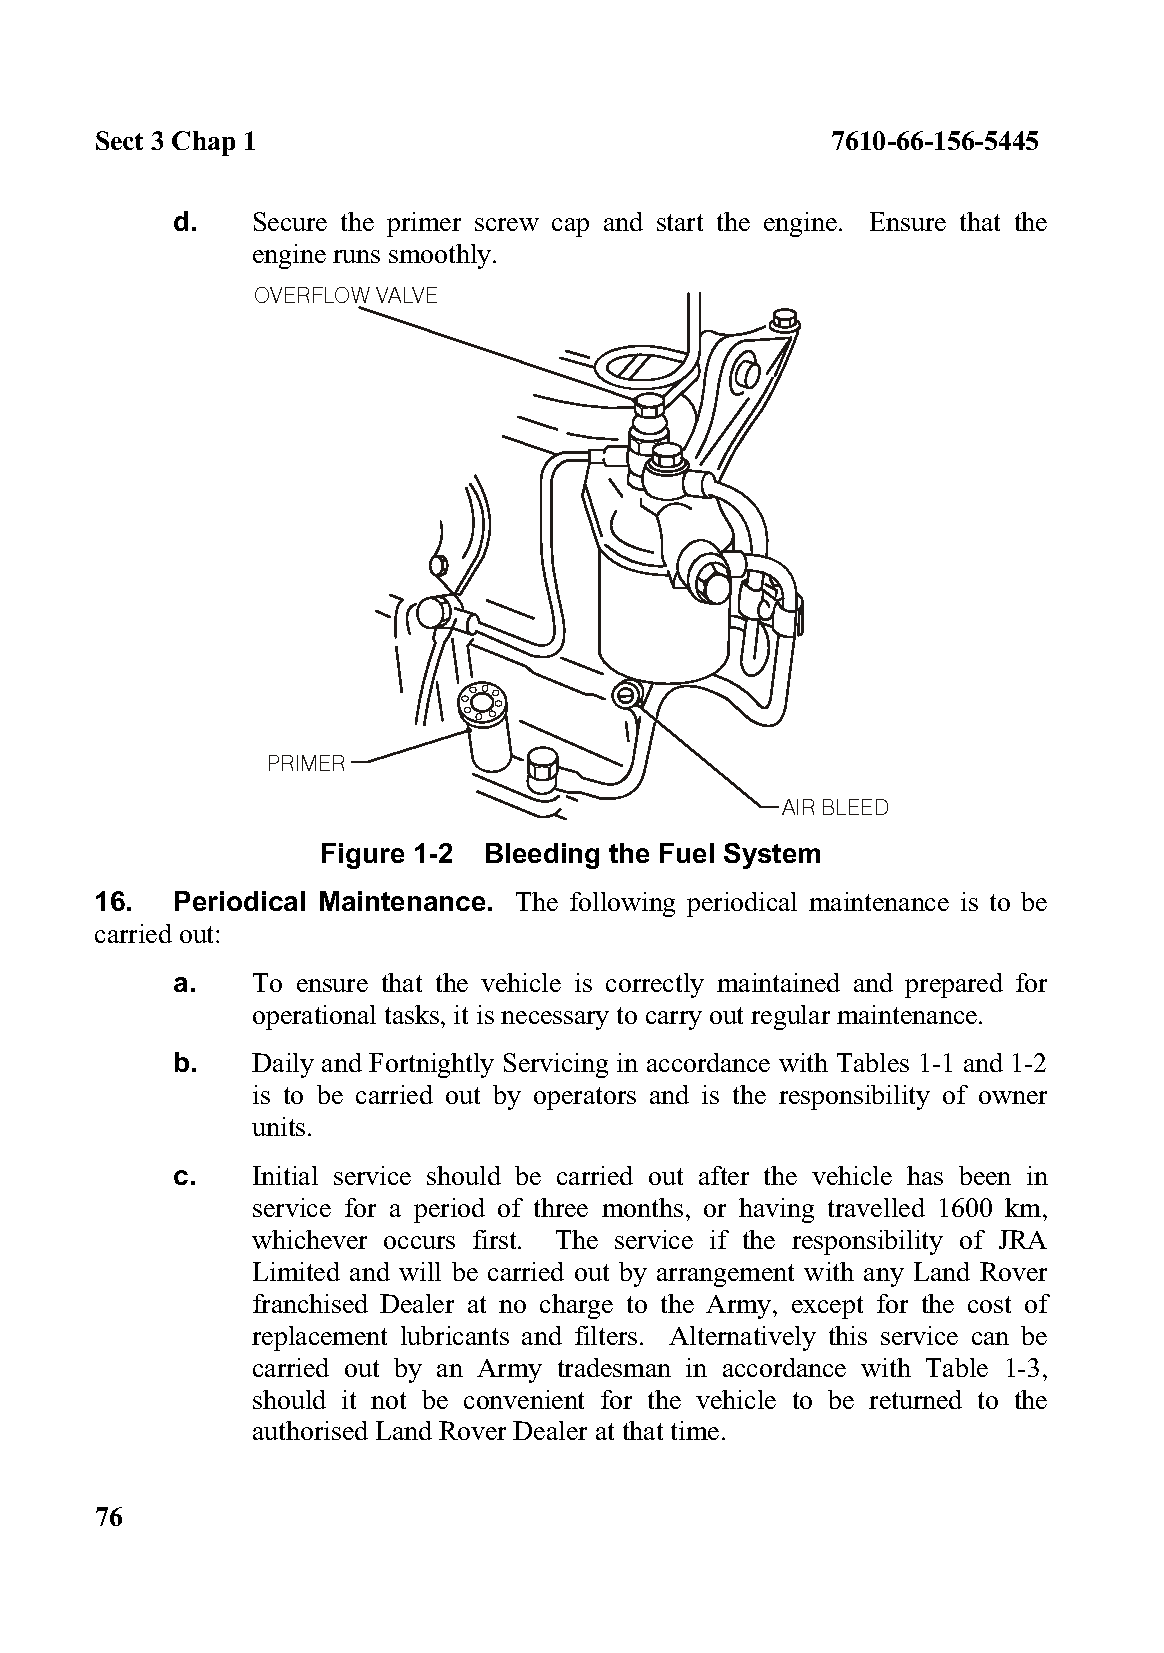 Sect 3 Chap 1 7610-66-156-5445
d. Secure the primer screw cap and start the engine. Ensure that the
engine runs smoothly.
OVERFLOW VALVE
PRIMER
AIR BLEED
Figure 1-2 Bleeding the Fuel System
16. Periodical Maintenance. The following periodical maintenance is to be
carried out:
a. To ensure that the vehicle is correctly maintained and prepared for
operational tasks, it is necessary to carry out regular maintenance.
b. Daily and Fortnightly Servicing in accordance with Tables 1-1 and 1-2
is to be carried out by operators and is the responsibility of owner
units.
c. Initial service should be carried out after the vehicle has been in
service for a period of three months, or having travelled 1600 km,
whichever occurs first. The service if the responsibility of JRA
Limited and will be carried out by arrangement with any Land Rover
franchised Dealer at no charge to the Army, except for the cost of
replacement lubricants and filters. Alternatively this service can be
carried out by an Army tradesman in accordance with Table 1-3,
should it not be convenient for the vehicle to be returned to the
authorised Land Rover Dealer at that time.
76